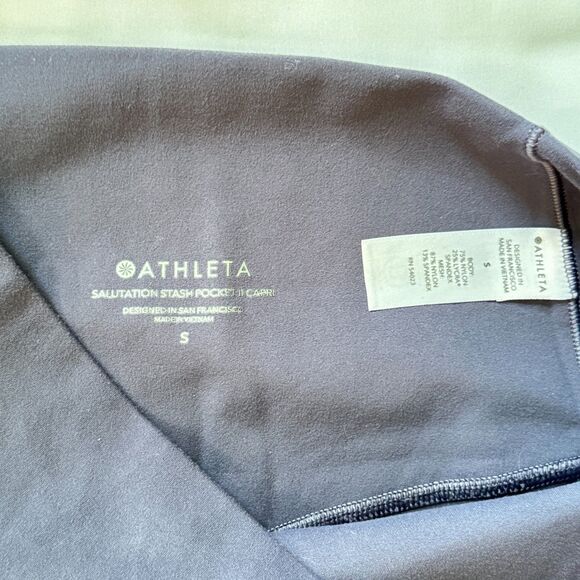 ATHLETA
SALUTATION STASH POCKET II CAPRI
DESIGNED IN SAN FRANCISCO
MADE IN VIETNAM
S
ATHLETA
DESIGNED IN
SAN FRANCISCO
MADE IN VIETNAM
S
BODY
75% NYLON
25% LYCRA®
SPANDEX
MESH
87% NYLON
13% SPANDEX
RN 54023